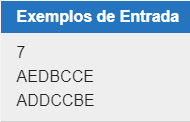 Exemplos de Entrada
7
AEDBCCE
ADDCCBE